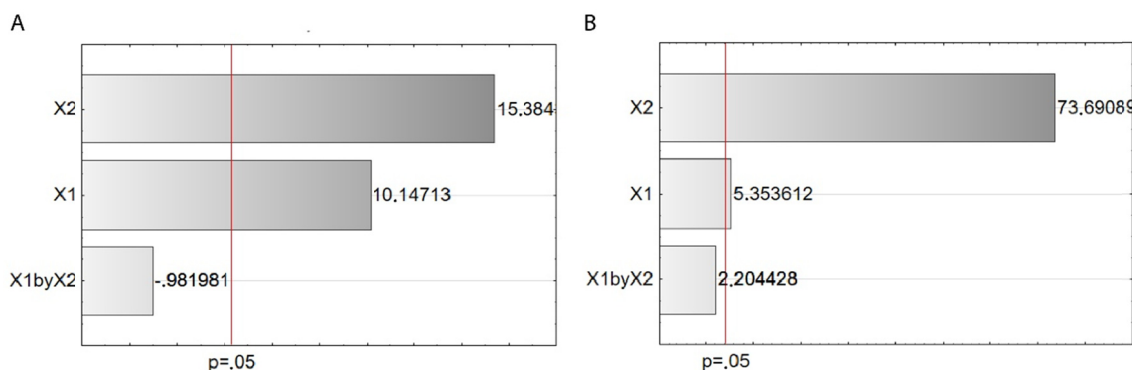 A
X2
15.384
X1
10.14713
X1byX2
-.981981
p=.05
B
X2
73.69089
X1
5.353612
X1byX2
2.204428
p=.05